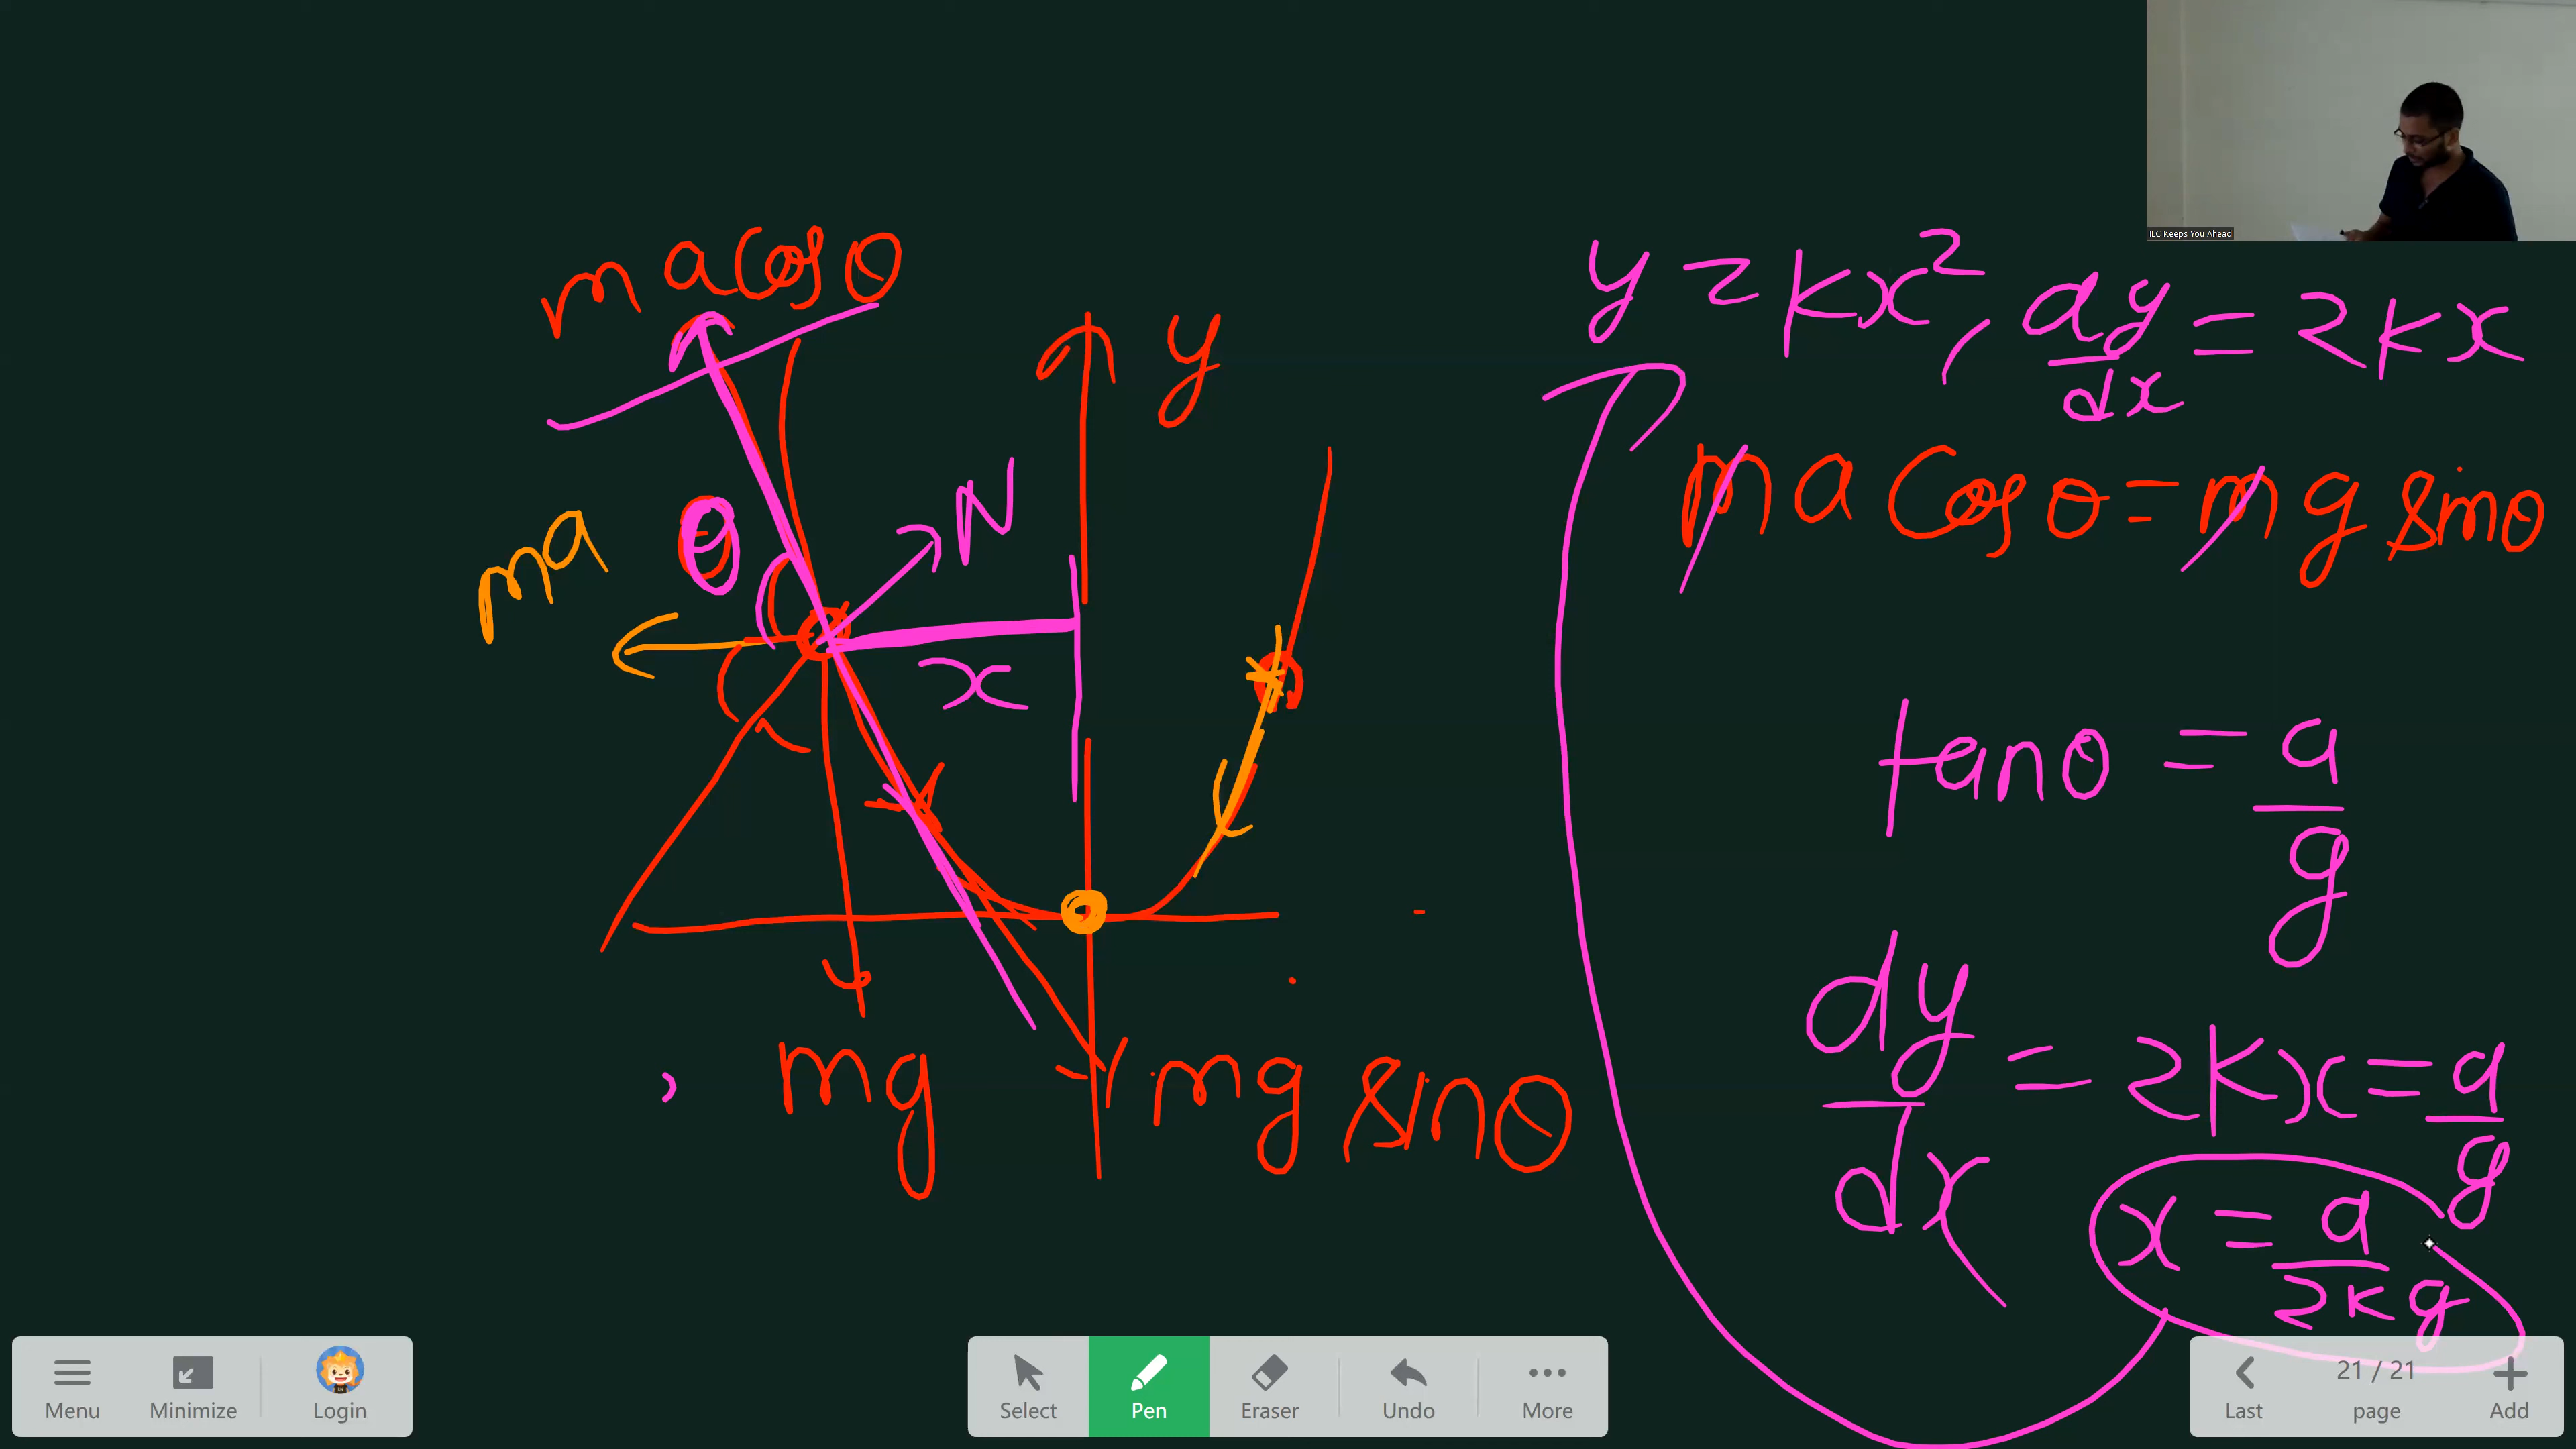 ILC Keeps You Ahead
ma cosθ
y
N
θ
ma
x
mg
mg sinθ
y = kx², dy/dx = 2kx
ma cosθ = mg sinθ
tanθ = a/g
dy/dx = 2kx = a/g
x = a/2kg
Menu
Minimize
Login
Select
Pen
Eraser
Undo
More
Last
21 / 21
page
Add